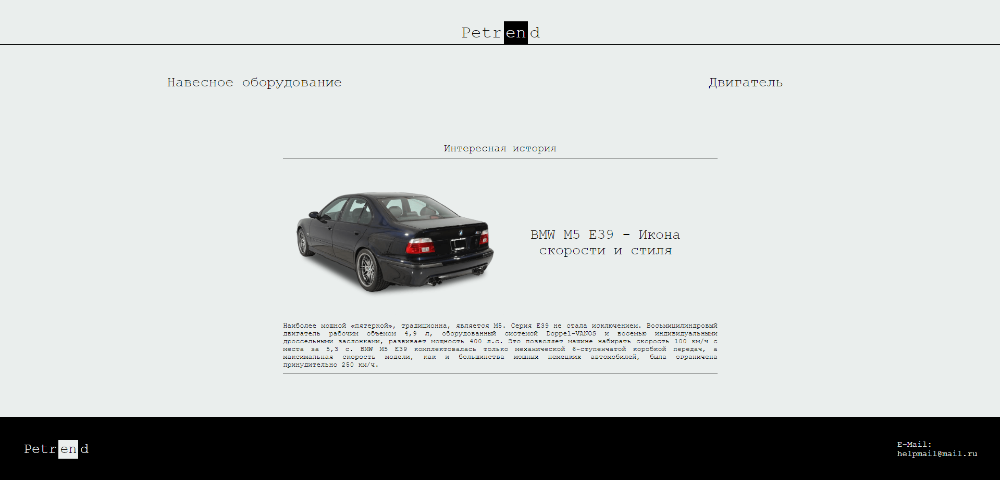 Petrend
Навесное оборудование
Двигатель
Интересная история
BMW M5 E39 - Икона
скорости и стиля
Наиболее мощной «пятеркой», традиционна, является М5. Серия Е39 не стала исключением. Восьмицилиндровый
двигатель рабочим объемом 4,9 л, оборудованный системой Doppel-VANOS и восемью индивидуальными
дроссельными заслонками, развивает мощность 400 л.с. Это позволяет машине набирать скорость 100 км/ч с
места за 5,3 с. BMW M5 E39 комплектовалась только механической 6-ступенчатой коробкой передач, а
максимальная скорость модели, как и большинства мощных немецких автомобилей, была ограничена
принудительно 250 км/ч.
Petrend
E-Mail:
helpmail@mail.ru